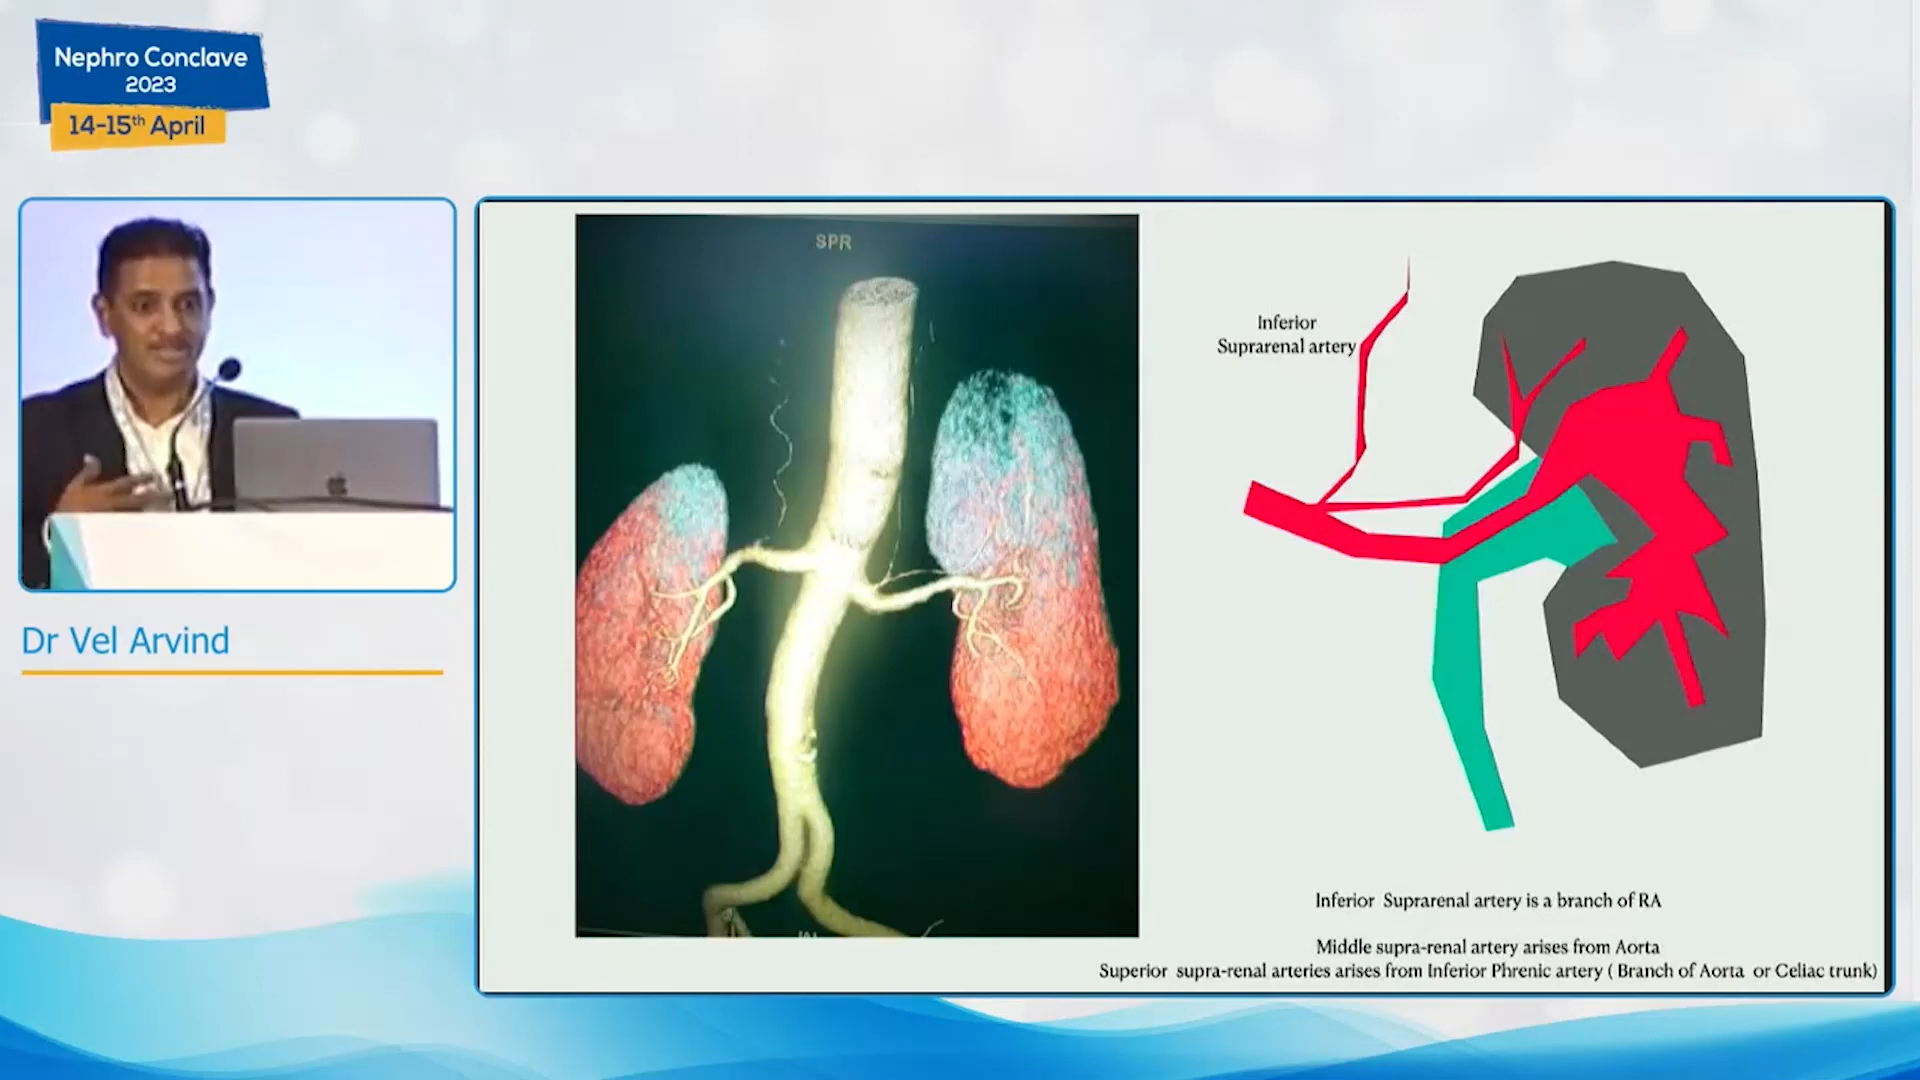 Nephro Conclave
2023
14-15th April
Dr Vel Arvind
SPR
Inferior
Suprarenal artery
Inferior Suprarenal artery is a branch of RA
Middle supra-renal artery arises from Aorta
Superior supra-renal arteries arises from Inferior Phrenic artery ( Branch of Aorta or Celiac trunk)